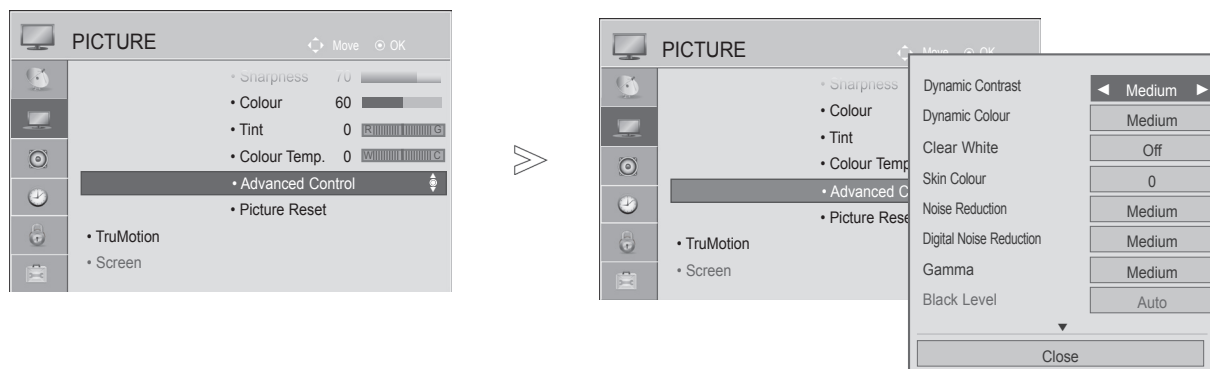 PICTURE
Move OK
• Sharpness 70
• Colour 60
• Tint 0 R G
• Colour Temp. 0 W C
• Advanced Control
• Picture Reset
• TruMotion
• Screen
PICTURE
Move OK
• Sharpness
• Colour
• Tint
• Colour Temp
• Advanced C
• Picture Rese
• TruMotion
• Screen
Dynamic Contrast ◀ Medium ▶
Dynamic Colour Medium
Clear White Off
Skin Colour 0
Noise Reduction Medium
Digital Noise Reduction Medium
Gamma Medium
Black Level Auto
▼
Close